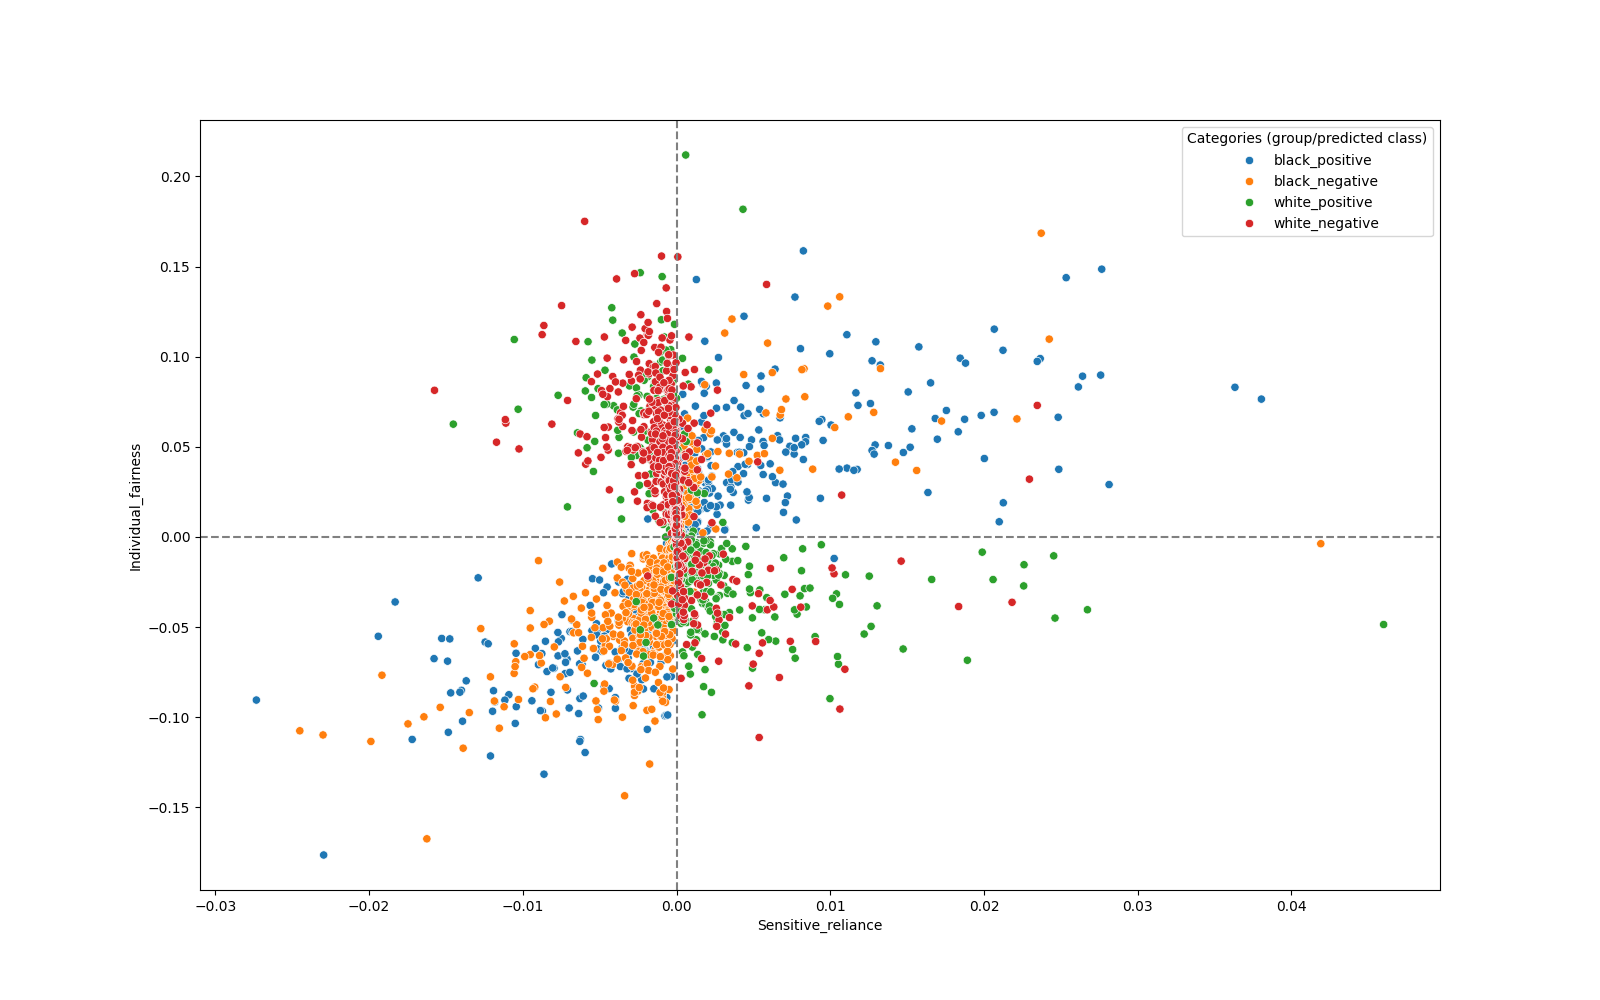 Categories (group/predicted class)
black_positive
black_negative
white_positive
white_negative
0.20
0.15
0.10
0.05
0.00
−0.05
−0.10
−0.15
Individual_fairness
−0.03
−0.02
−0.01
0.00
0.01
0.02
0.03
0.04
Sensitive_reliance